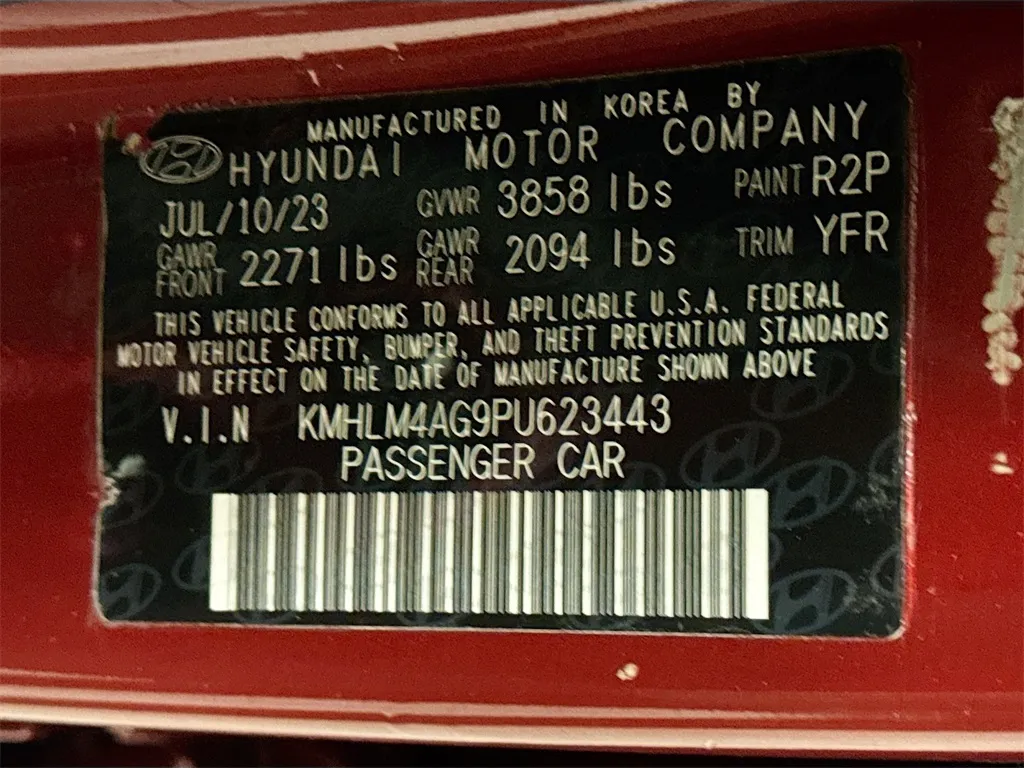 MANUFACTURED IN KOREA BY
HYUNDAI MOTOR COMPANY
JUL/10/23 GVWR 3858 lbs PAINT R2P
GAWR FRONT 2271 lbs GAWR REAR 2094 lbs TRIM YFR
THIS VEHICLE CONFORMS TO ALL APPLICABLE U.S.A. FEDERAL
MOTOR VEHICLE SAFETY, BUMPER, AND THEFT PREVENTION STANDARDS
IN EFFECT ON THE DATE OF MANUFACTURE SHOWN ABOVE
V.I.N KMHLM4AG9PU623443
PASSENGER CAR